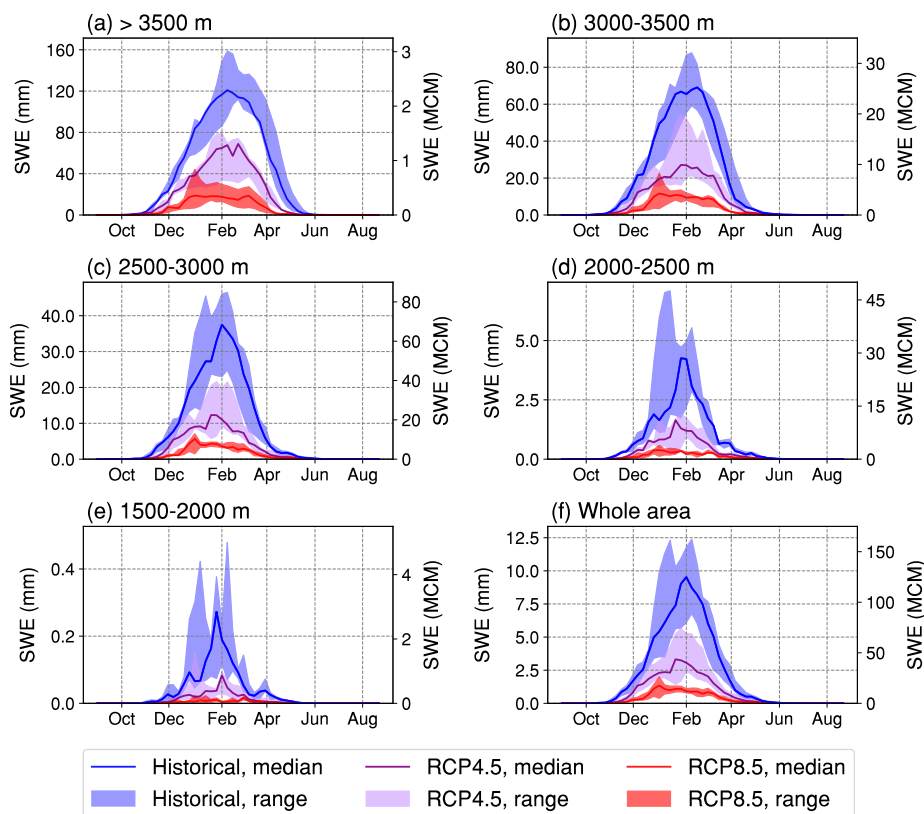 (a) > 3500 m
(b) 3000-3500 m
160
120
80
40
0
SWE (mm)
3
2
1
0
SWE (MCM)
Oct Dec Feb Apr Jun Aug
80.0
60.0
40.0
20.0
0.0
SWE (mm)
30
20
10
0
SWE (MCM)
Oct Dec Feb Apr Jun Aug
(c) 2500-3000 m
(d) 2000-2500 m
40.0
30.0
20.0
10.0
0.0
SWE (mm)
80
60
40
20
0
SWE (MCM)
Oct Dec Feb Apr Jun Aug
5.0
2.5
0.0
SWE (mm)
45
30
15
0
SWE (MCM)
Oct Dec Feb Apr Jun Aug
(e) 1500-2000 m
(f) Whole area
0.4
0.2
0.0
SWE (mm)
4
2
0
SWE (MCM)
Oct Dec Feb Apr Jun Aug
12.5
10.0
7.5
5.0
2.5
0.0
SWE (mm)
150
100
50
0
SWE (MCM)
Oct Dec Feb Apr Jun Aug
Historical, median
RCP4.5, median
RCP8.5, median
Historical, range
RCP4.5, range
RCP8.5, range